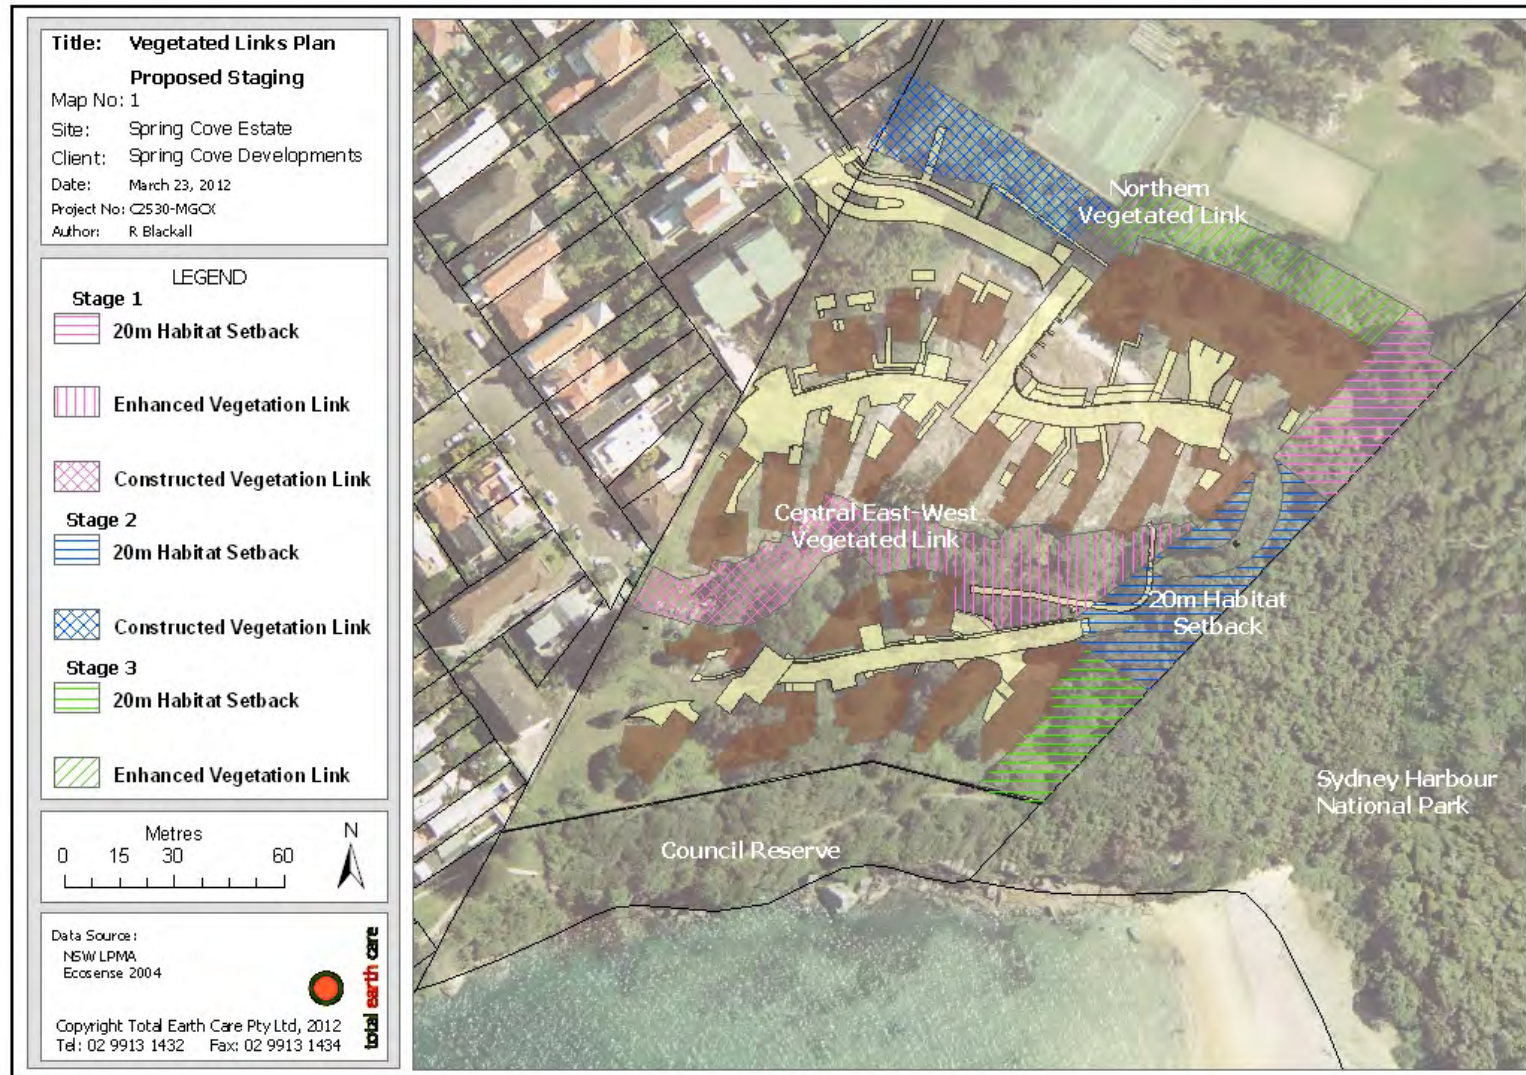 Title: Vegetated Links Plan
Proposed Staging
Map No: 1
Site: Spring Cove Estate
Client: Spring Cove Developments
Date: March 23, 2012
Project No: C2530-MGCX
Author: R Blackall
LEGEND
Stage 1
20m Habitat Setback
Enhanced Vegetation Link
Constructed Vegetation Link
Stage 2
20m Habitat Setback
Constructed Vegetation Link
Stage 3
20m Habitat Setback
Enhanced Vegetation Link
Metres
0 15 30 60
N
Data Source:
NSW LPMA
Ecosense 2004
total earth care
Copyright Total Earth Care Pty Ltd, 2012
Tel: 02 9913 1432 Fax: 02 9913 1434
Northern
Vegetated Link
Central East-West
Vegetated Link
20m Habitat
Setback
Sydney Harbour
National Park
Council Reserve